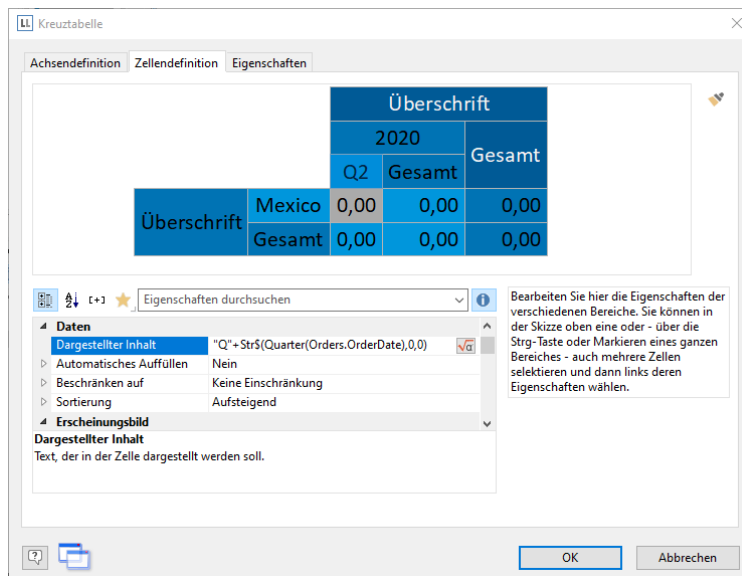 LL Kreuztabelle
Achsendefinition Zellendefinition Eigenschaften
Überschrift
2020
Gesamt
Q2 Gesamt
Überschrift
Mexico 0,00 0,00 0,00
Gesamt 0,00 0,00 0,00
Eigenschaften durchsuchen
Daten
Dargestellter Inhalt "Q"+Str$(Quarter(Orders.OrderDate),0,0)
Automatisches Auffüllen Nein
Beschränken auf Keine Einschränkung
Sortierung Aufsteigend
Erscheinungsbild
Dargestellter Inhalt
Text, der in der Zelle dargestellt werden soll.
Bearbeiten Sie hier die Eigenschaften der
verschiedenen Bereiche. Sie können in
der Skizze oben eine oder - über die
Strg-Taste oder Markieren eines ganzen
Bereiches - auch mehrere Zellen
selektieren und dann links deren
Eigenschaften wählen.
OK Abbrechen